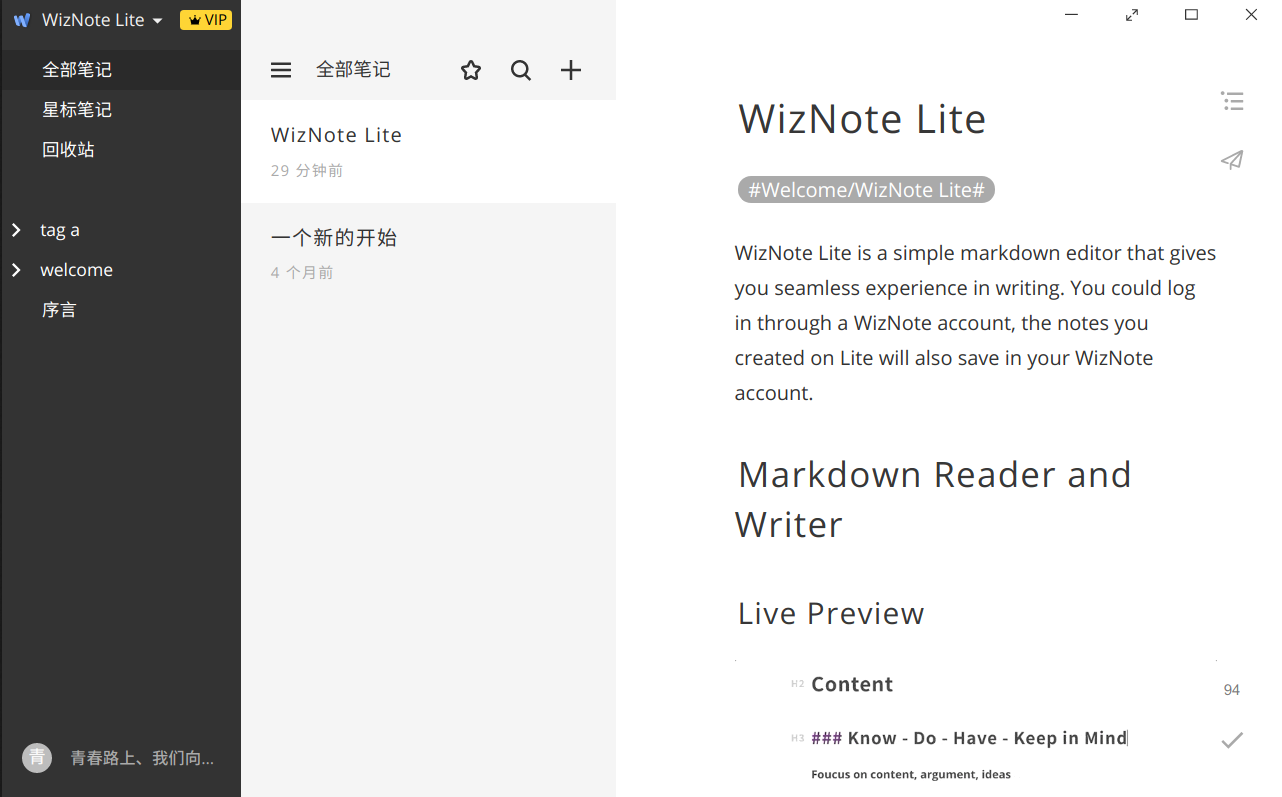 WizNote Lite
VIP
全部笔记
星标笔记
回收站
tag a
welcome
序言
青
青春路上、我们向...
全部笔记
WizNote Lite
29 分钟前
一个新的开始
4 个月前
WizNote Lite
#Welcome/WizNote Lite#
WizNote Lite is a simple markdown editor that gives
you seamless experience in writing. You could log
in through a WizNote account, the notes you
created on Lite will also save in your WizNote
account.
Markdown Reader and
Writer
Live Preview
H2 Content
94
H3 ### Know - Do - Have - Keep in Mind
Foucus on content, argument, ideas